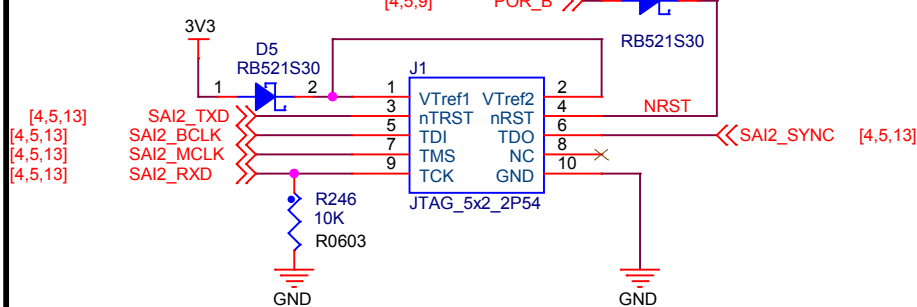 [4,5,9] POR_B
RB521S30
3V3
D5
RB521S30
1 2
J1
[4,5,13] SAI2_TXD
[4,5,13] SAI2_BCLK
[4,5,13] SAI2_MCLK
[4,5,13] SAI2_RXD
1 VTref1 VTref2 2
3 nTRST nRST 4 NRST
5 TDI TDO 6 SAI2_SYNC [4,5,13]
7 TMS NC 8
9 TCK GND 10
JTAG_5x2_2P54
R246
10K
R0603
GND GND